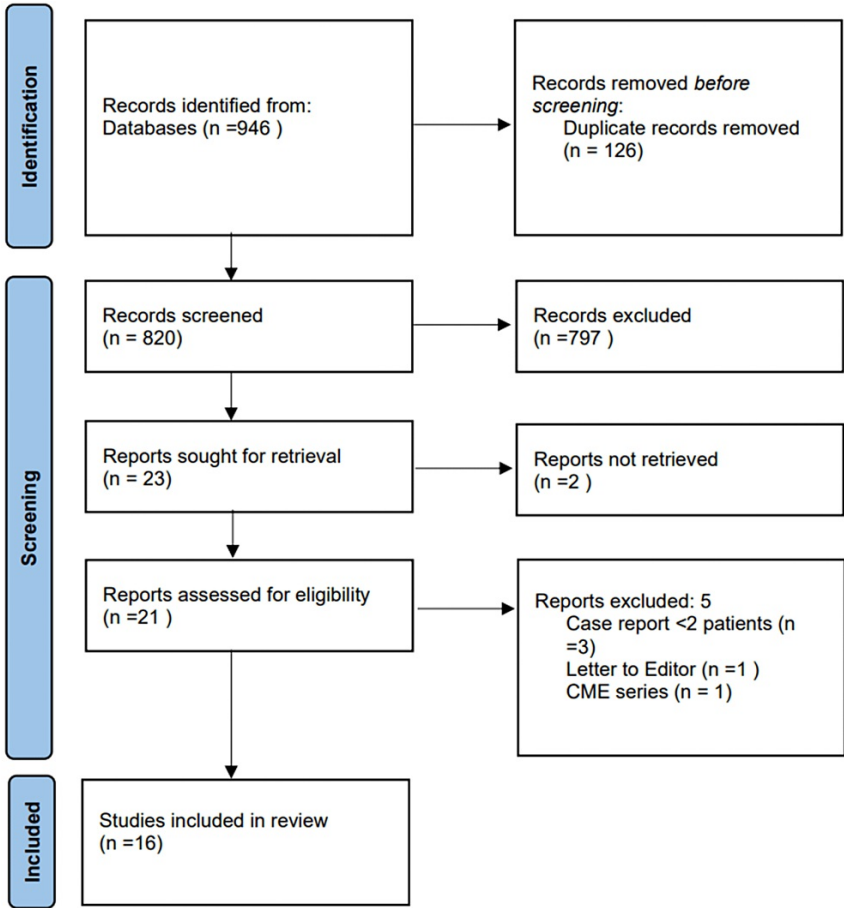 Identification
Records identified from:
Databases (n =946 )
Records removed before
screening:
Duplicate records removed
(n = 126)
Screening
Records screened
(n = 820)
Records excluded
(n =797 )
Reports sought for retrieval
(n = 23)
Reports not retrieved
(n =2 )
Reports assessed for eligibility
(n =21 )
Reports excluded: 5
Case report <2 patients (n
=3)
Letter to Editor (n =1 )
CME series (n = 1)
Included
Studies included in review
(n =16)